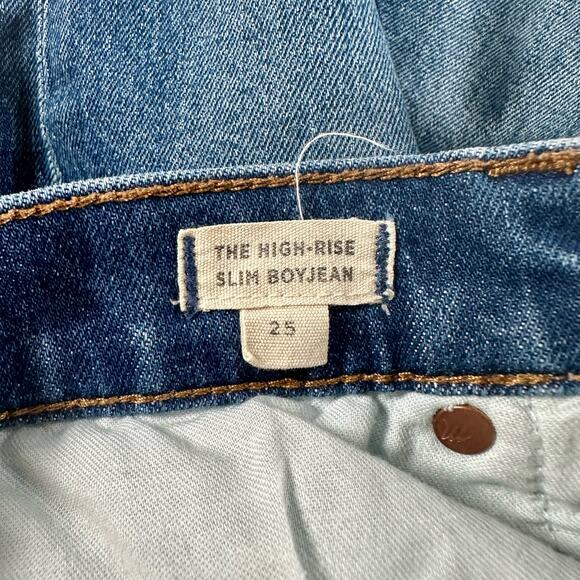 THE HIGH-RISE
SLIM BOYJEAN
25